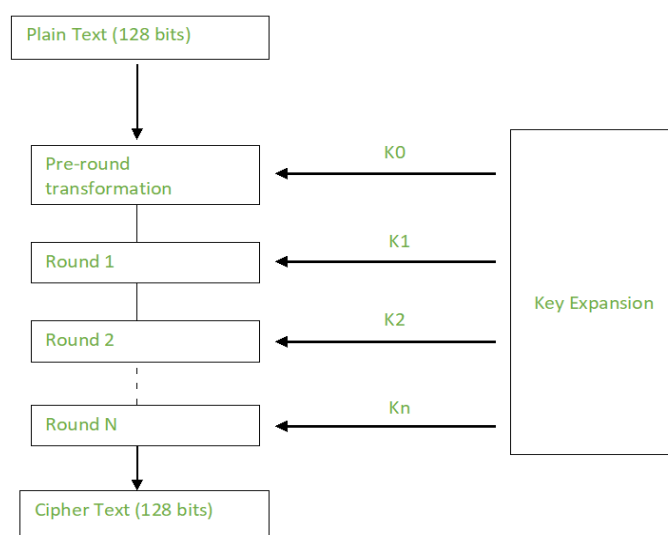 Plain Text (128 bits)
Pre-round
transformation
K0
Round 1
K1
Round 2
K2
Key Expansion
Round N
Kn
Cipher Text (128 bits)